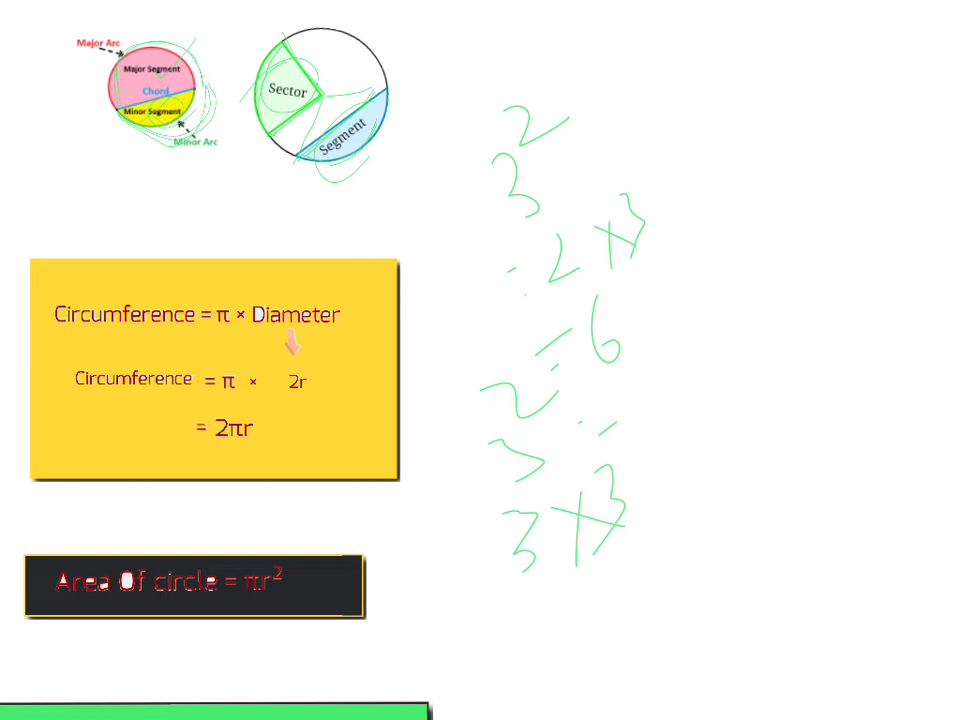 Major Arc
Major Segment
Chord
Minor Segment
Minor Arc
Sector
Segment
Circumference = π × Diameter
Circumference = π × 2r
= 2πr
Area Of circle = πr²
2
3
2 × 3
= 6
2
3
3 × 3